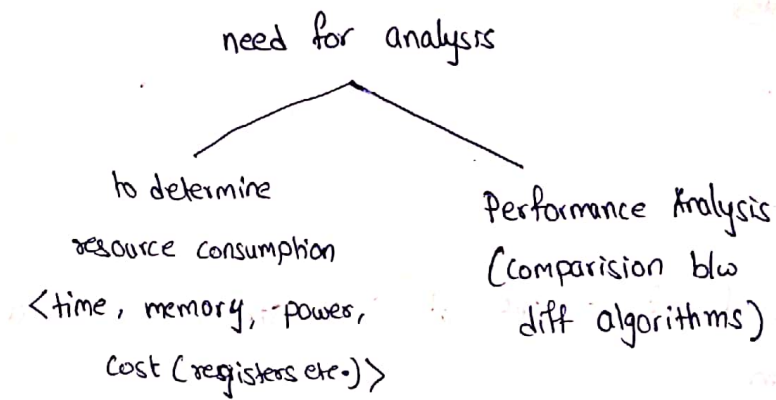 need for analysis
to determine
resource consumption
<time, memory, power,
cost (registers etc.)>
Performance Analysis
(comparision b/w
diff algorithms)